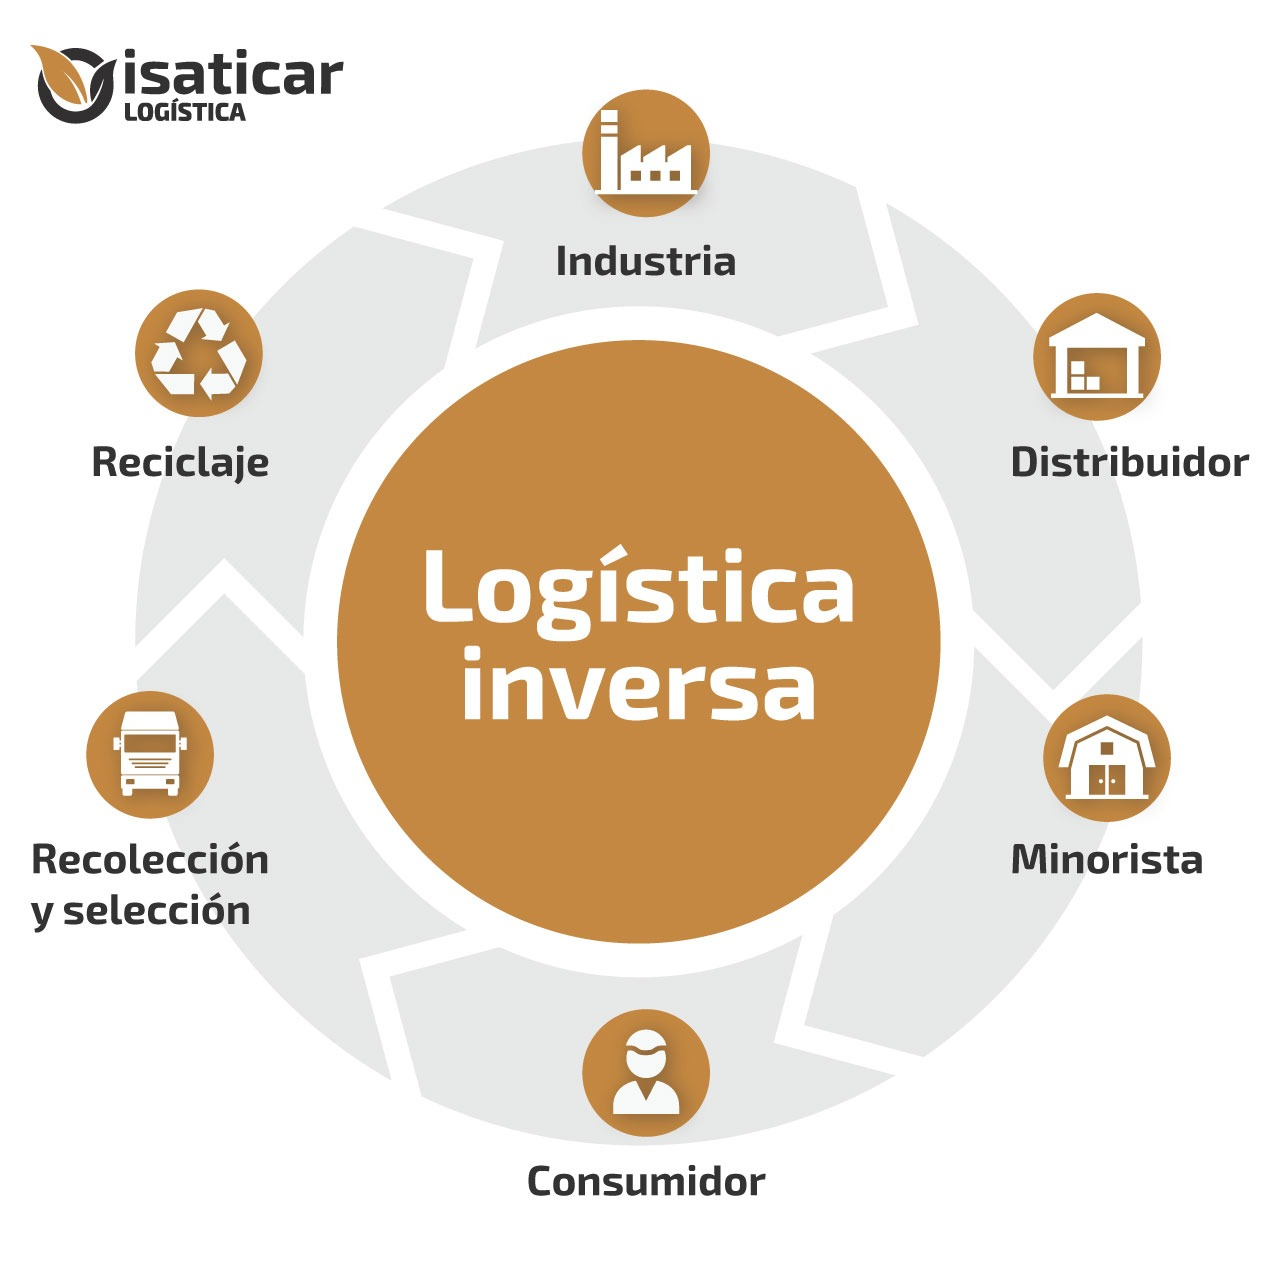 isaticar
LOGÍSTICA
Industria
Reciclaje
Distribuidor
Logística
inversa
Recolección
y selección
Minorista
Consumidor